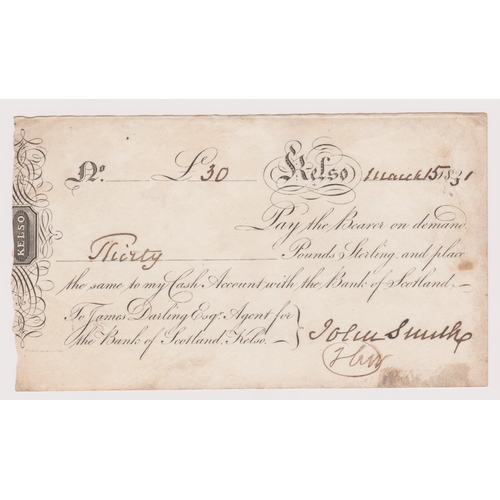 No. £ 30 Kelso March 15 1831
Pay the Bearer on demand
Thirty Pounds Sterling, and place
the same to my Cash Account with the Bank of Scotland,
To James Darling Esqr. Agent for
the Bank of Scotland, Kelso.
John Smith
KELSO